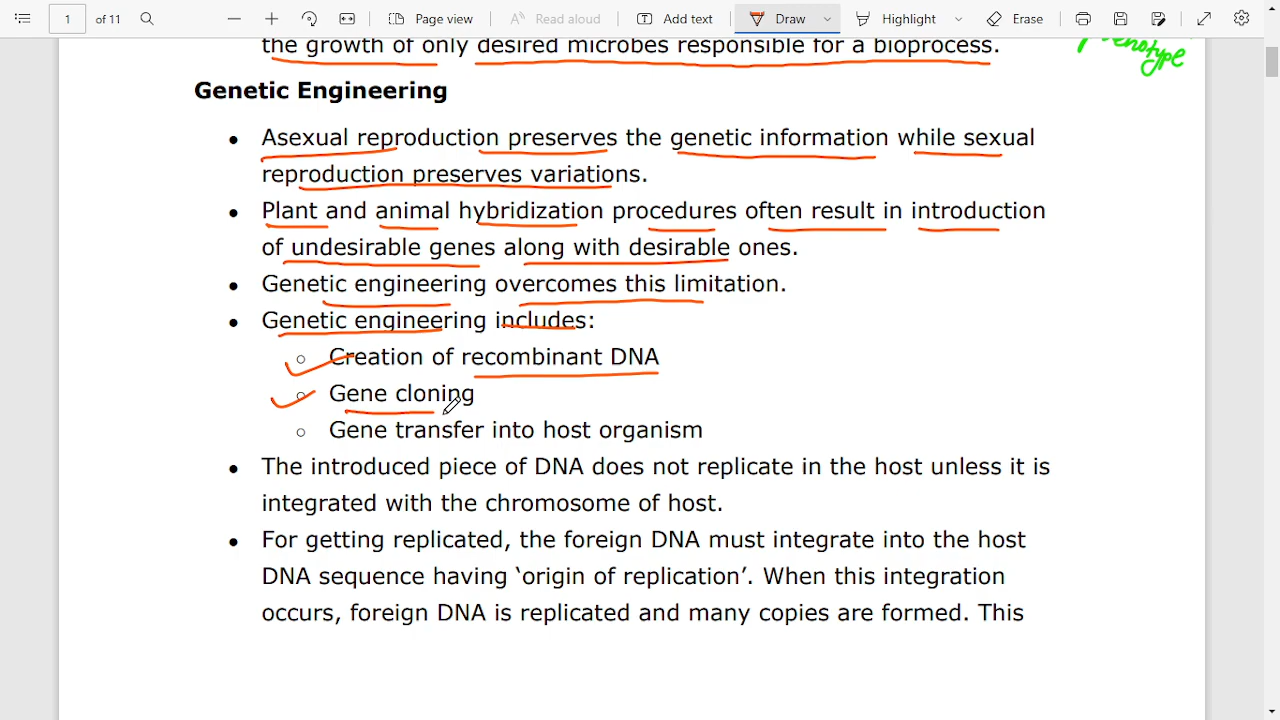 1 of 11 Page view Read aloud Add text Draw Highlight Erase
the growth of only desired microbes responsible for a bioprocess.
Genetic Engineering
• Asexual reproduction preserves the genetic information while sexual
reproduction preserves variations.
• Plant and animal hybridization procedures often result in introduction
of undesirable genes along with desirable ones.
• Genetic engineering overcomes this limitation.
• Genetic engineering includes:
○ Creation of recombinant DNA
○ Gene cloning
○ Gene transfer into host organism
• The introduced piece of DNA does not replicate in the host unless it is
integrated with the chromosome of host.
• For getting replicated, the foreign DNA must integrate into the host
DNA sequence having ‘origin of replication’. When this integration
occurs, foreign DNA is replicated and many copies are formed. This